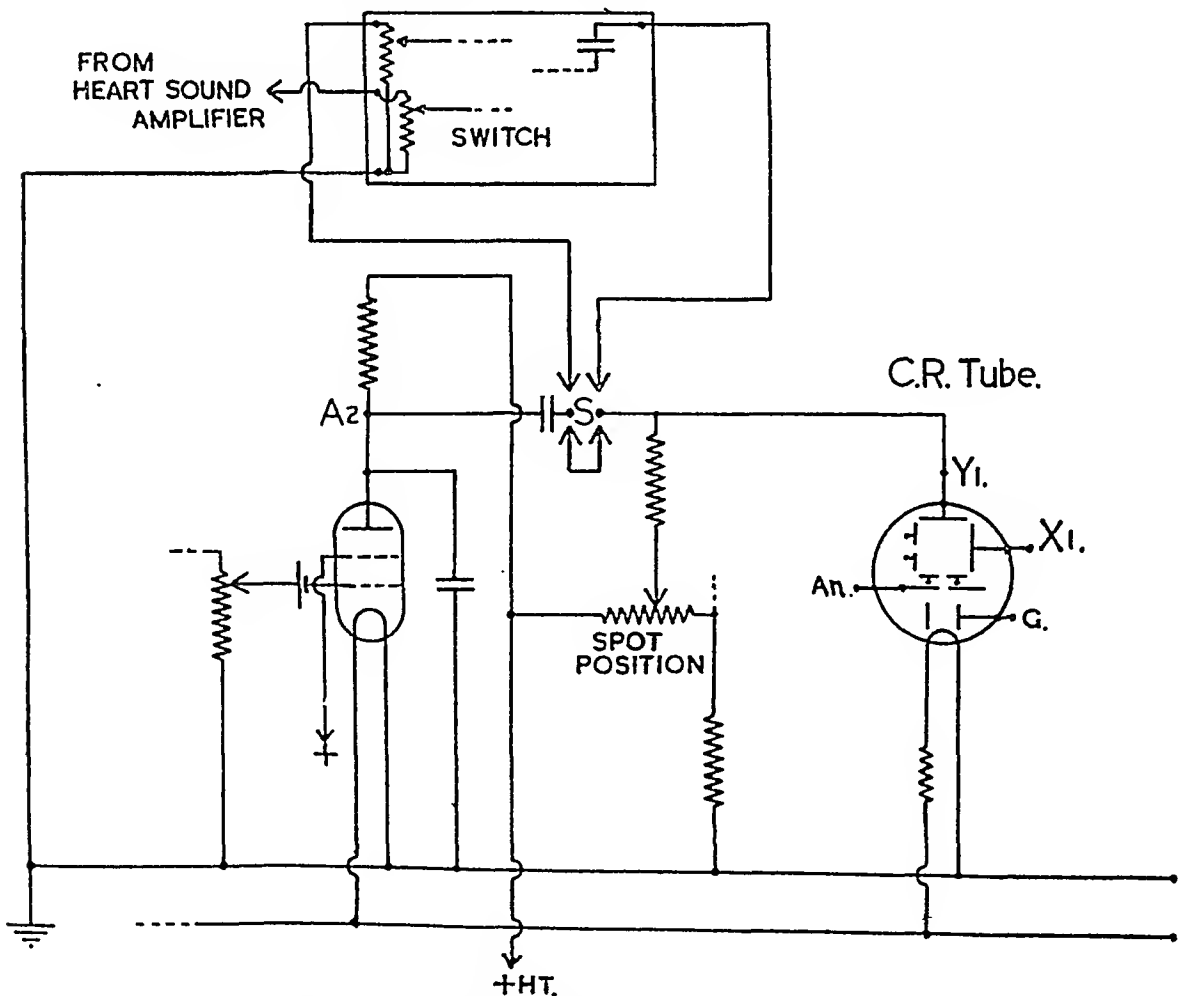 FROM
HEART SOUND
AMPLIFIER
SWITCH
C.R. Tube.
A2
S
Y1.
X1.
An.
G.
SPOT
POSITION
+
+HT.